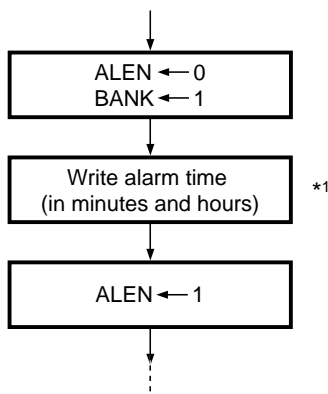 ALEN ← 0
BANK ← 1
Write alarm time
(in minutes and hours)
*1
ALEN ← 1